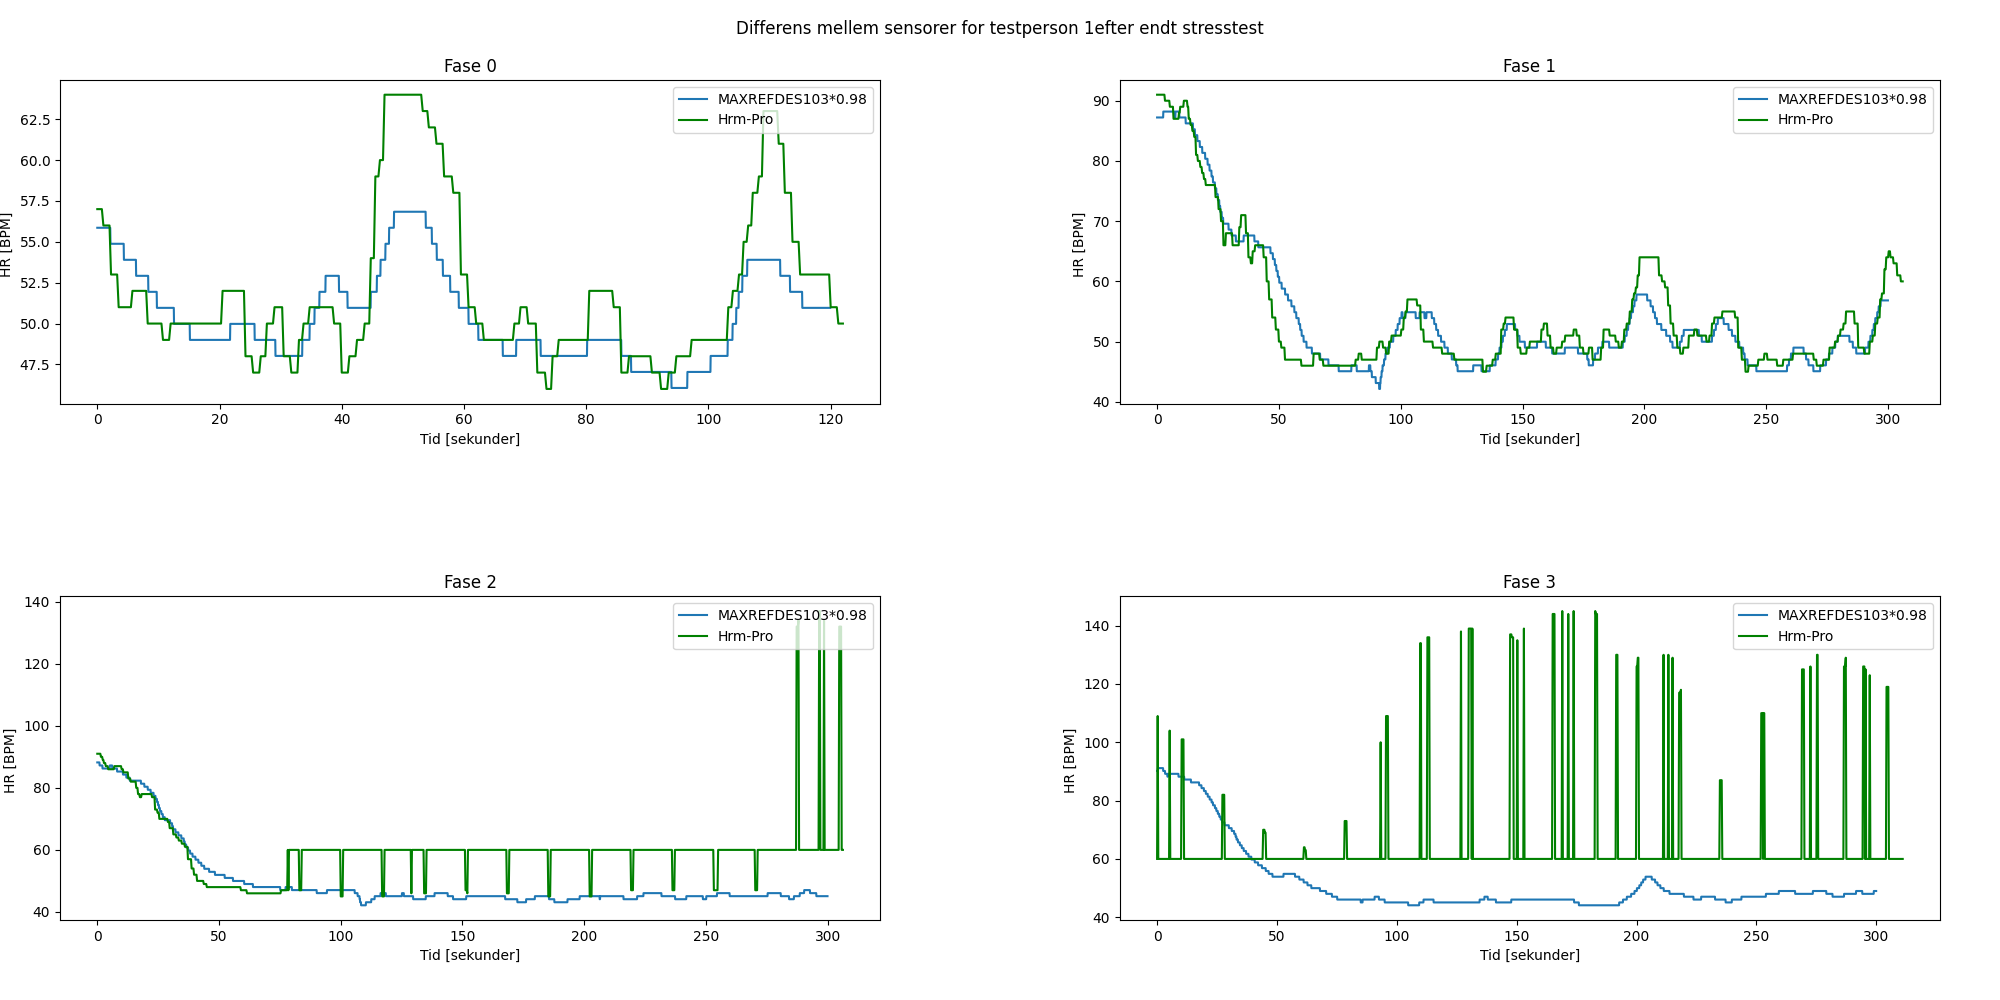 Differens mellem sensorer for testperson 1efter endt stresstest
Fase 0
MAXREFDES103*0.98
Hrm-Pro
HR [BPM]
62.5
60.0
57.5
55.0
52.5
50.0
47.5
0 20 40 60 80 100 120
Tid [sekunder]
Fase 1
MAXREFDES103*0.98
Hrm-Pro
HR [BPM]
90
80
70
60
50
40
0 50 100 150 200 250 300
Tid [sekunder]
Fase 2
MAXREFDES103*0.98
Hrm-Pro
HR [BPM]
140
120
100
80
60
40
0 50 100 150 200 250 300
Tid [sekunder]
Fase 3
MAXREFDES103*0.98
Hrm-Pro
HR [BPM]
140
120
100
80
60
40
0 50 100 150 200 250 300
Tid [sekunder]